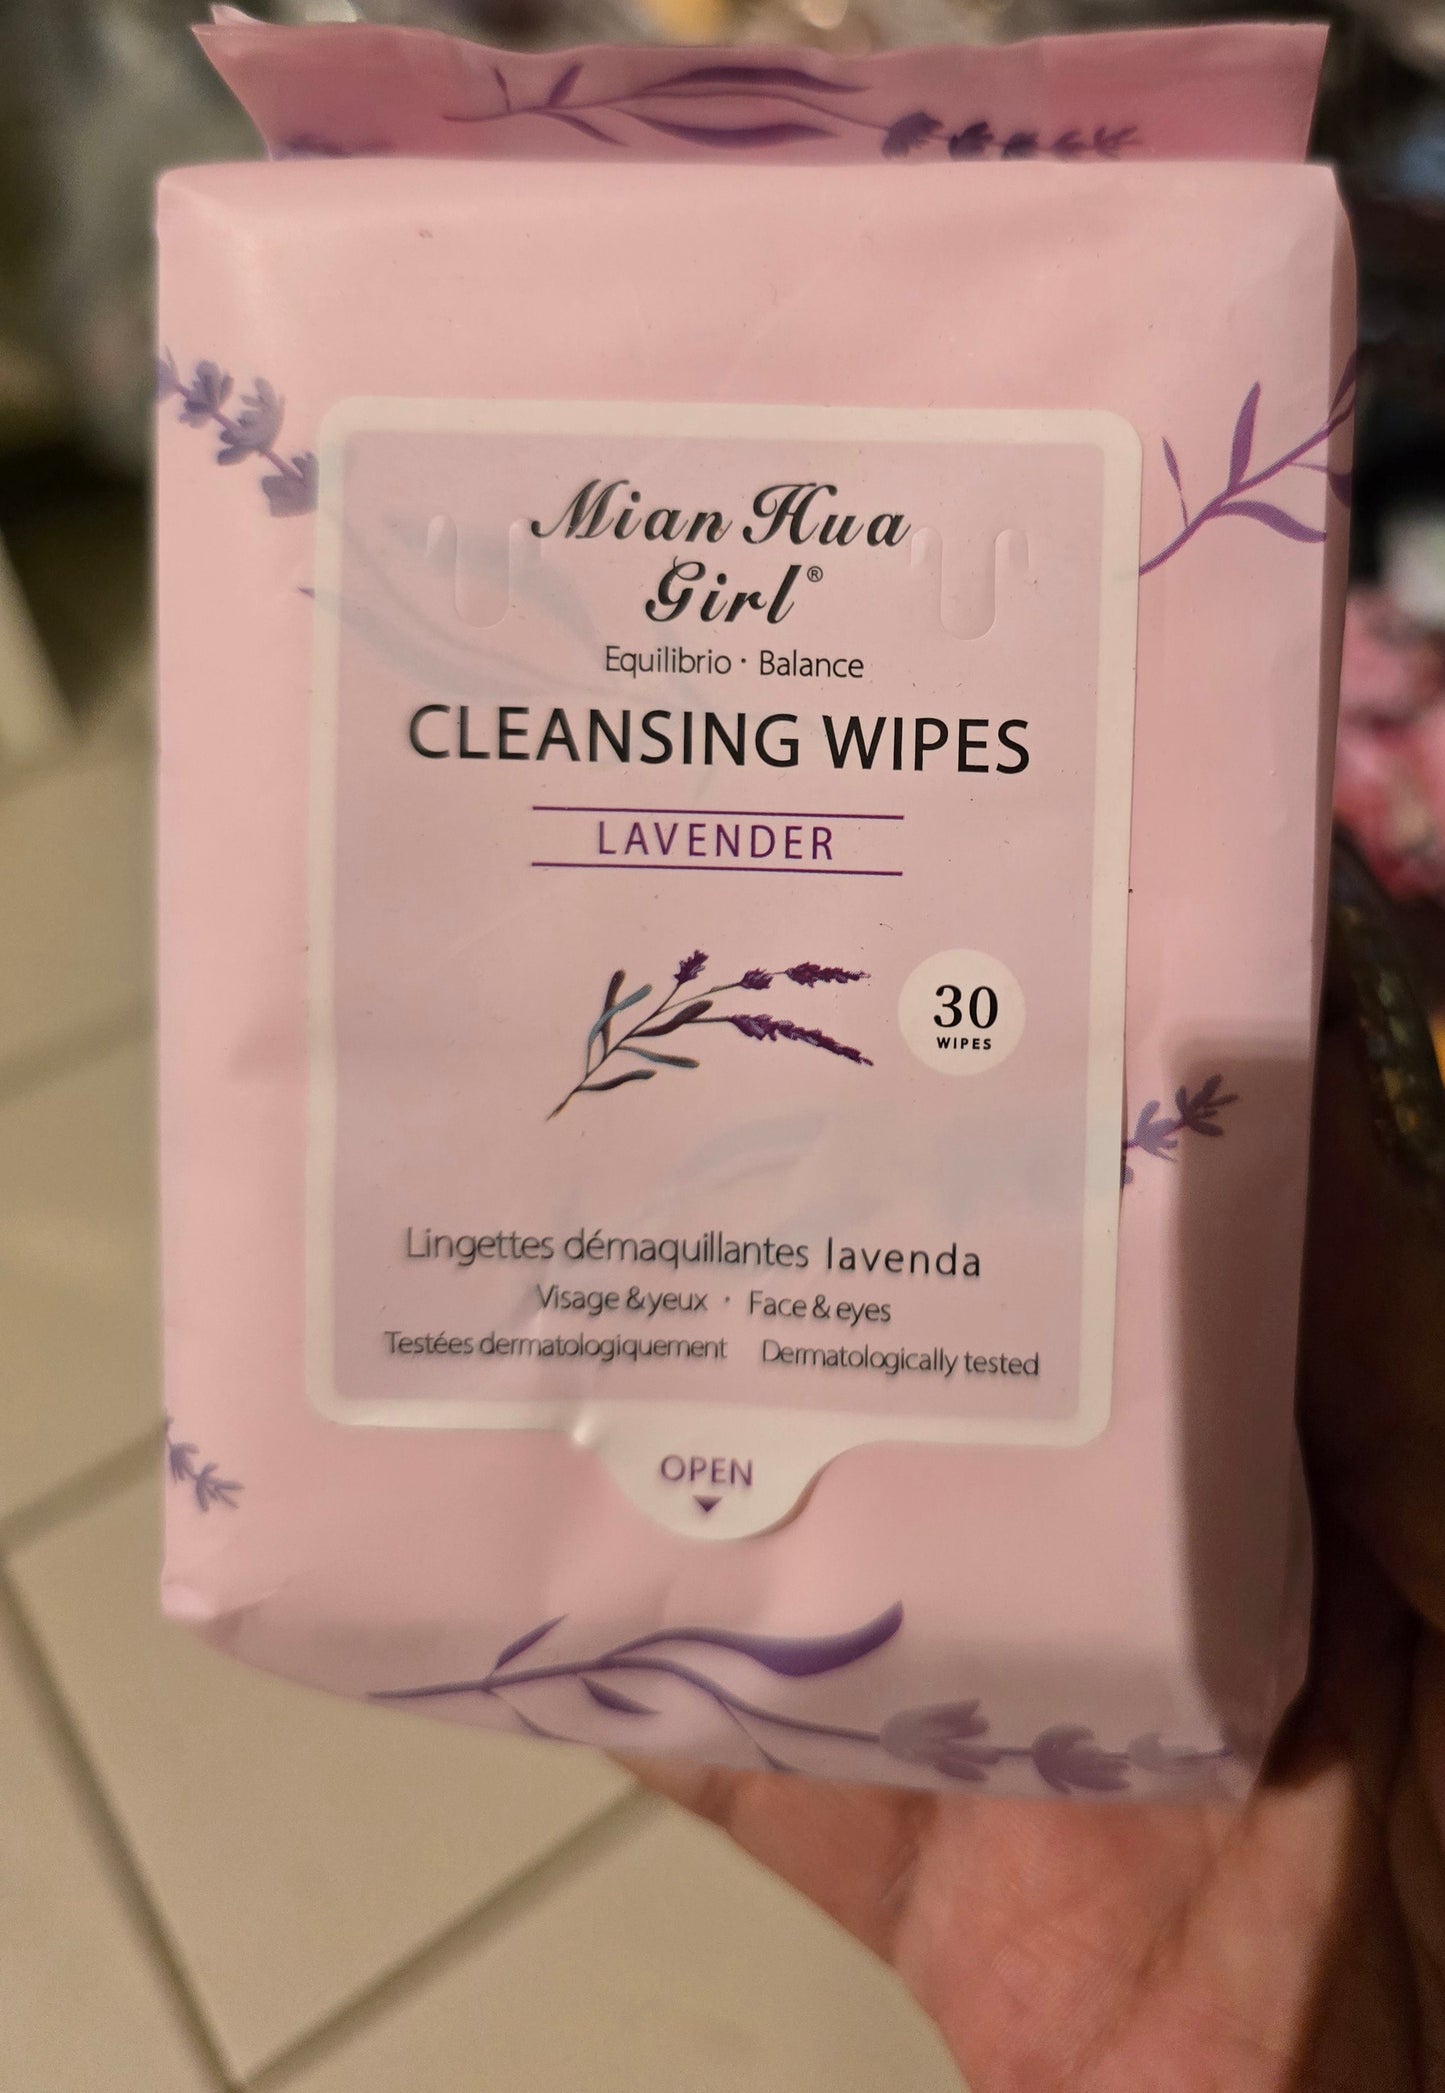 Mian Hua
Girl®
Equilibrio · Balance
CLEANSING WIPES
LAVENDER
30
WIPES
Lingettes démaquillantes lavenda
Visage &yeux · Face & eyes
Testées dermatologiquement Dermatologically tested
OPEN